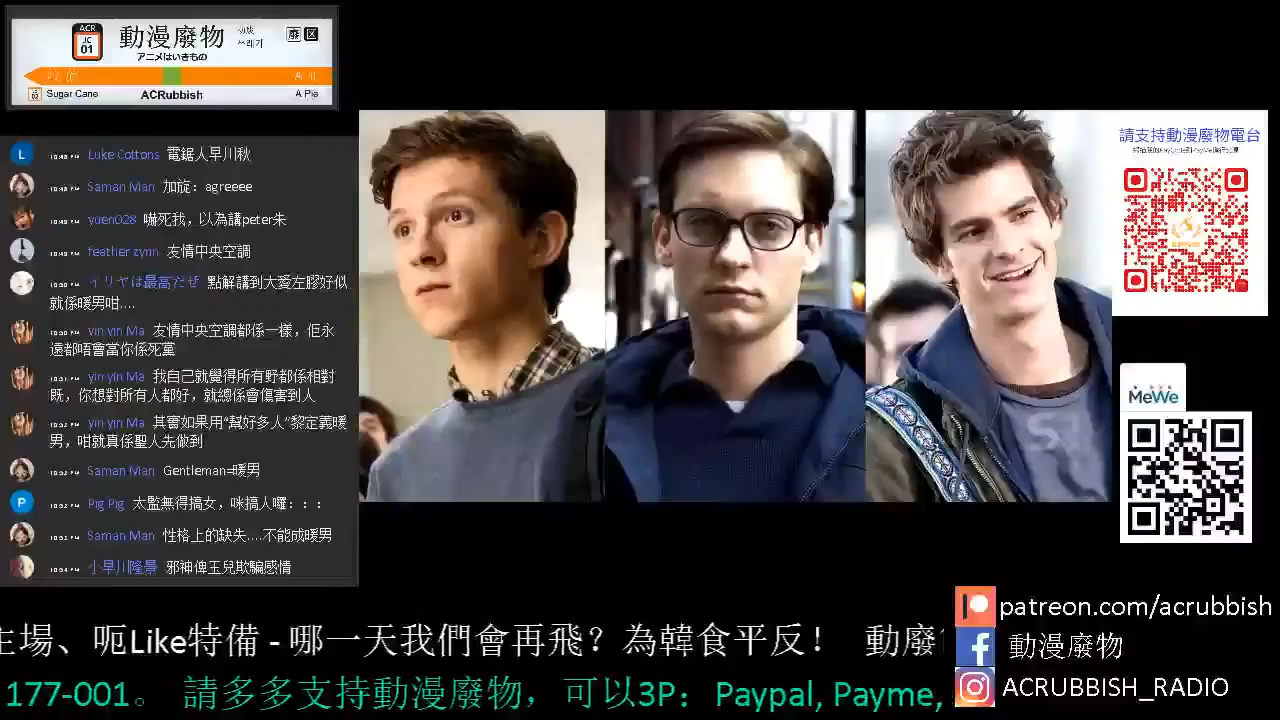 ACR
JC
01
動漫廢物
アニメはいきもの
廢 区
Sugar Cane
ACRubbish
A Pie
Luke Cottons 電鋸人早川秋
Saman Man 加旋：agreeee
yuen028 嚇死我，以為講peter朱
feather zynn 友情中央空調
イリヤは最高だぜ 點解講到大愛左膠好似
就係暖男咁....
yin yin Ma 友情中央空調都係一樣，佢永
遠都唔會當你係死黨
yin yin Ma 我自己就覺得所有野都係相對
既，你想對所有人都好，就總係會傷害到人
yin yin Ma 其實如果用“幫好多人”黎定義暖
男，咁就真係聖人先做到
Saman Man Gentleman≠暖男
Pig Pig 太監無得搞女，咪搞人囉：：：
Saman Man 性格上的缺失....不能成暖男
小早川隆景 邪神俾王兒欺騙感情
請支持動漫廢物電台
MeWe
主場、呃Like特備 - 哪一天我們會再飛？為韓食平反！ 動廢
177-001。 請多多支持動漫廢物，可以3P：Paypal, Payme,
patreon.com/acrubbish
動漫廢物
ACRUBBISH_RADIO